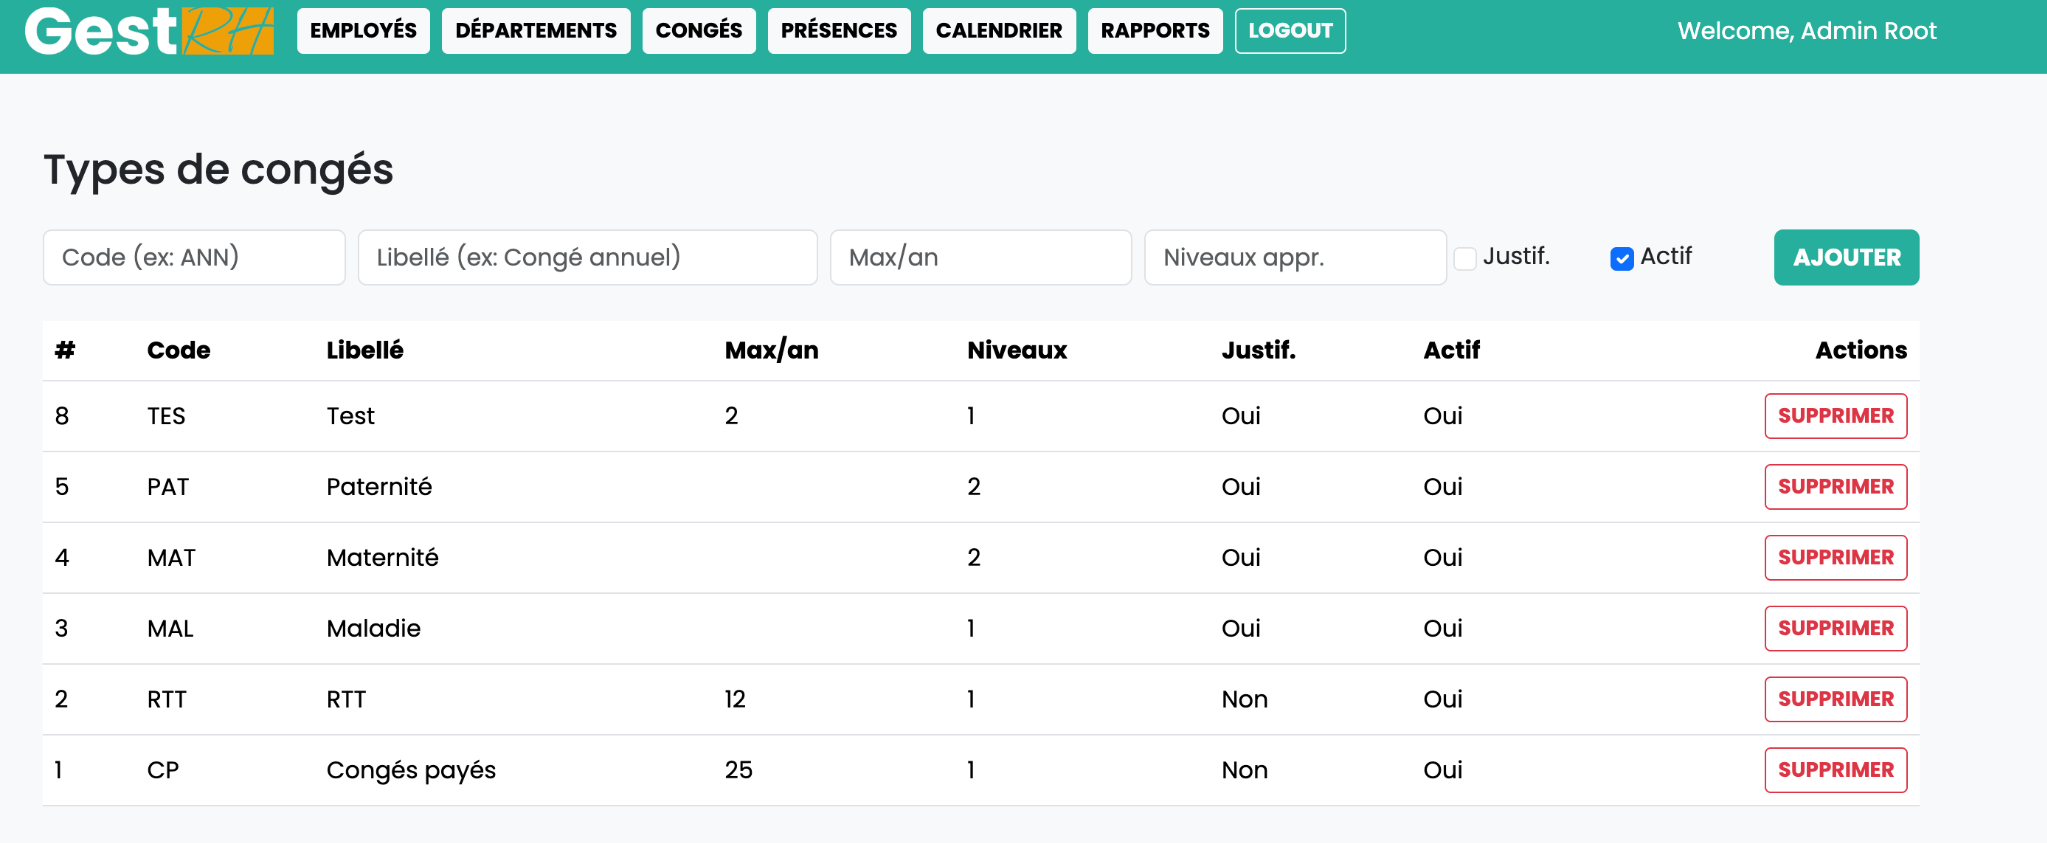 GestRH EMPLOYÉS DÉPARTEMENTS CONGÉS PRÉSENCES CALENDRIER RAPPORTS LOGOUT Welcome, Admin Root
Types de congés
Code (ex: ANN) Libellé (ex: Congé annuel) Max/an Niveaux appr. Justif. Actif AJOUTER
# Code Libellé Max/an Niveaux Justif. Actif Actions
8 TES Test 2 1 Oui Oui SUPPRIMER
5 PAT Paternité 2 Oui Oui SUPPRIMER
4 MAT Maternité 2 Oui Oui SUPPRIMER
3 MAL Maladie 1 Oui Oui SUPPRIMER
2 RTT RTT 12 1 Non Oui SUPPRIMER
1 CP Congés payés 25 1 Non Oui SUPPRIMER